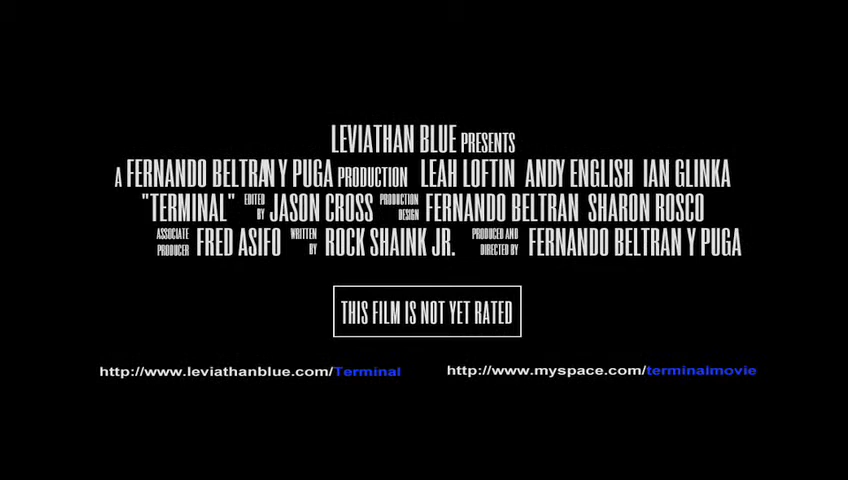 LEVIATHAN BLUE PRESENTS
A FERNANDO BELTRAN Y PUGA PRODUCTION LEAH LOFTIN ANDY ENGLISH IAN GLINKA
"TERMINAL" EDITED BY JASON CROSS PRODUCTION DESIGN FERNANDO BELTRAN SHARON ROSCO
ASSOCIATE PRODUCER FRED ASIFO WRITTEN BY ROCK SHAINK JR. PRODUCED AND DIRECTED BY FERNANDO BELTRAN Y PUGA
THIS FILM IS NOT YET RATED
http://www.leviathanblue.com/Terminal http://www.myspace.com/terminalmovie